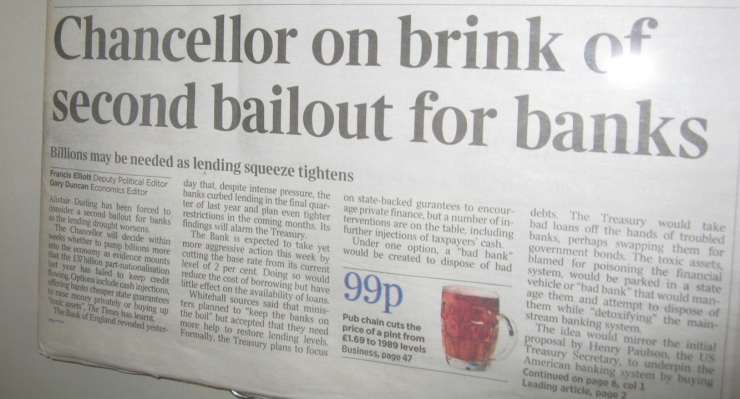 Chancellor on brink of
second bailout for banks
Billions may be needed as lending squeeze tightens
Francis Elliott Deputy Political Editor
Gary Duncan Economics Editor
Alistair Darling has been forced to
consider a second bailout for banks
as the lending drought worsens.
The Chancellor will decide within
weeks whether to pump billions more
into the economy as evidence mounts
that the £37 billion part-nationalisation
last year has failed to keep credit
flowing. Options include cash injections,
offering banks cheaper state guarantees
to raise money privately or buying up
"toxic assets", The Times has learnt.
The Bank of England revealed yester-
day that, despite intense pressure, the
banks curbed lending in the final quar-
ter of last year and plan even tighter
restrictions in the coming months. Its
findings will alarm the Treasury.
The Bank is expected to take yet
more aggressive action this week by
cutting the base rate from its current
level of 2 per cent. Doing so would
reduce the cost of borrowing but have
little effect on the availability of loans.
Whitehall sources said that minis-
ters planned to "keep the banks on
the boil" but accepted that they need
more help to restore lending levels.
Formally, the Treasury plans to focus
on state-backed gurantees to encour-
age private finance, but a number of in-
terventions are on the table, including
further injections of taxpayers' cash.
Under one option, a "bad bank"
would be created to dispose of bad
debts. The Treasury would take
bad loans off the hands of troubled
banks, perhaps swapping them for
government bonds. The toxic assets,
blamed for poisoning the financial
system, would be parked in a state
vehicle or "bad bank" that would man-
age them and attempt to dispose of
them while "detoxifying" the main-
stream banking system.
The idea would mirror the initial
proposal by Henry Paulson, the US
Treasury Secretary, to underpin the
American banking system by buying
Continued on page 6, col 1
Leading article, page 2
99p
Pub chain cuts the
price of a pint from
£1.69 to 1989 levels
Business, page 47